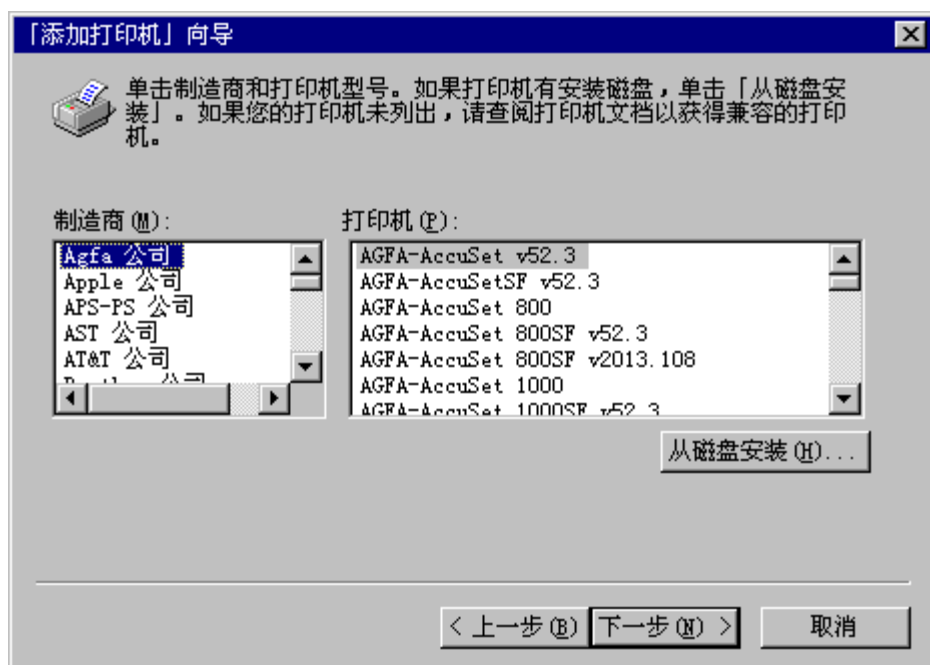 「添加打印机」向导
单击制造商和打印机型号。如果打印机有安装磁盘，单击「从磁盘安
装」。如果您的打印机未列出，请查阅打印机文档以获得兼容的打印
机。
制造商(M):
打印机(P):
Agfa 公司
Apple 公司
APS-PS 公司
AST 公司
AT&T 公司
AGFA-AccuSet v52.3
AGFA-AccuSetSF v52.3
AGFA-AccuSet 800
AGFA-AccuSet 800SF v52.3
AGFA-AccuSet 800SF v2013.108
AGFA-AccuSet 1000
AGFA-AccuSet 1000SF v52.3
从磁盘安装(H)...
< 上一步(B)
下一步(N) >
取消